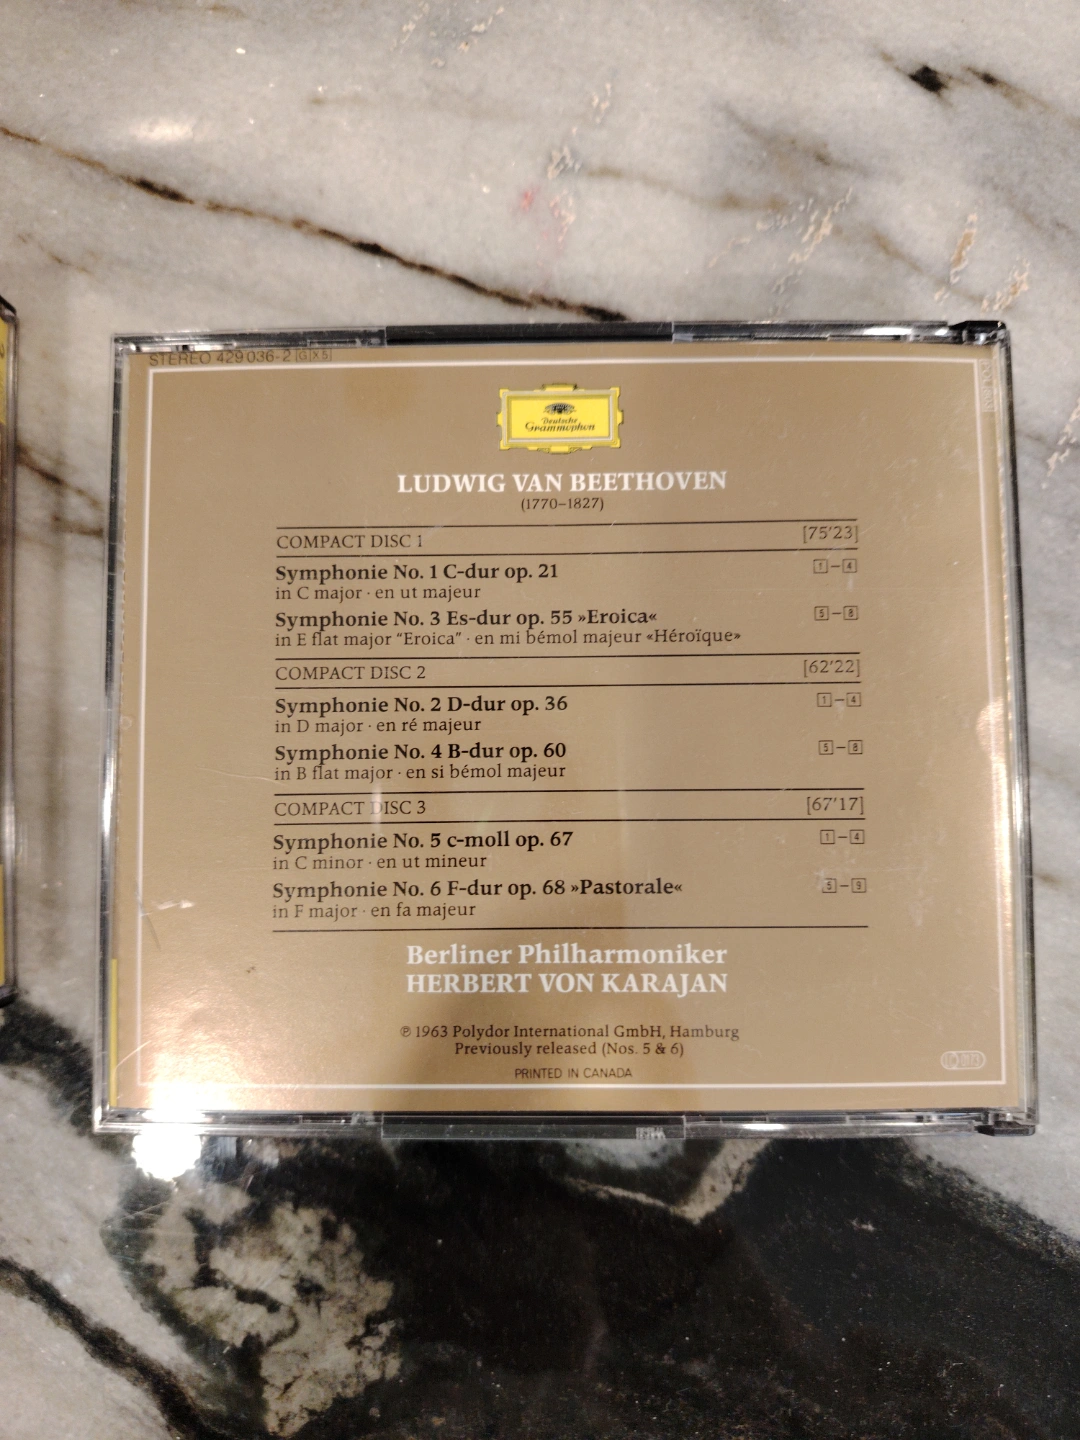 STEREO 429 036-2 GX5
Deutsche
Grammophon
LUDWIG VAN BEETHOVEN
(1770–1827)
COMPACT DISC 1 [75'23]
Symphonie No. 1 C-dur op. 21 1–4
in C major · en ut majeur
Symphonie No. 3 Es-dur op. 55 »Eroica« 5–8
in E flat major “Eroica” · en mi bémol majeur «Héroïque»
COMPACT DISC 2 [62'22]
Symphonie No. 2 D-dur op. 36 1–4
in D major · en ré majeur
Symphonie No. 4 B-dur op. 60 5–8
in B flat major · en si bémol majeur
COMPACT DISC 3 [67'17]
Symphonie No. 5 c-moll op. 67 1–4
in C minor · en ut mineur
Symphonie No. 6 F-dur op. 68 »Pastorale« 5–9
in F major · en fa majeur
Berliner Philharmoniker
HERBERT VON KARAJAN
℗ 1963 Polydor International GmbH, Hamburg
Previously released (Nos. 5 & 6)
PRINTED IN CANADA